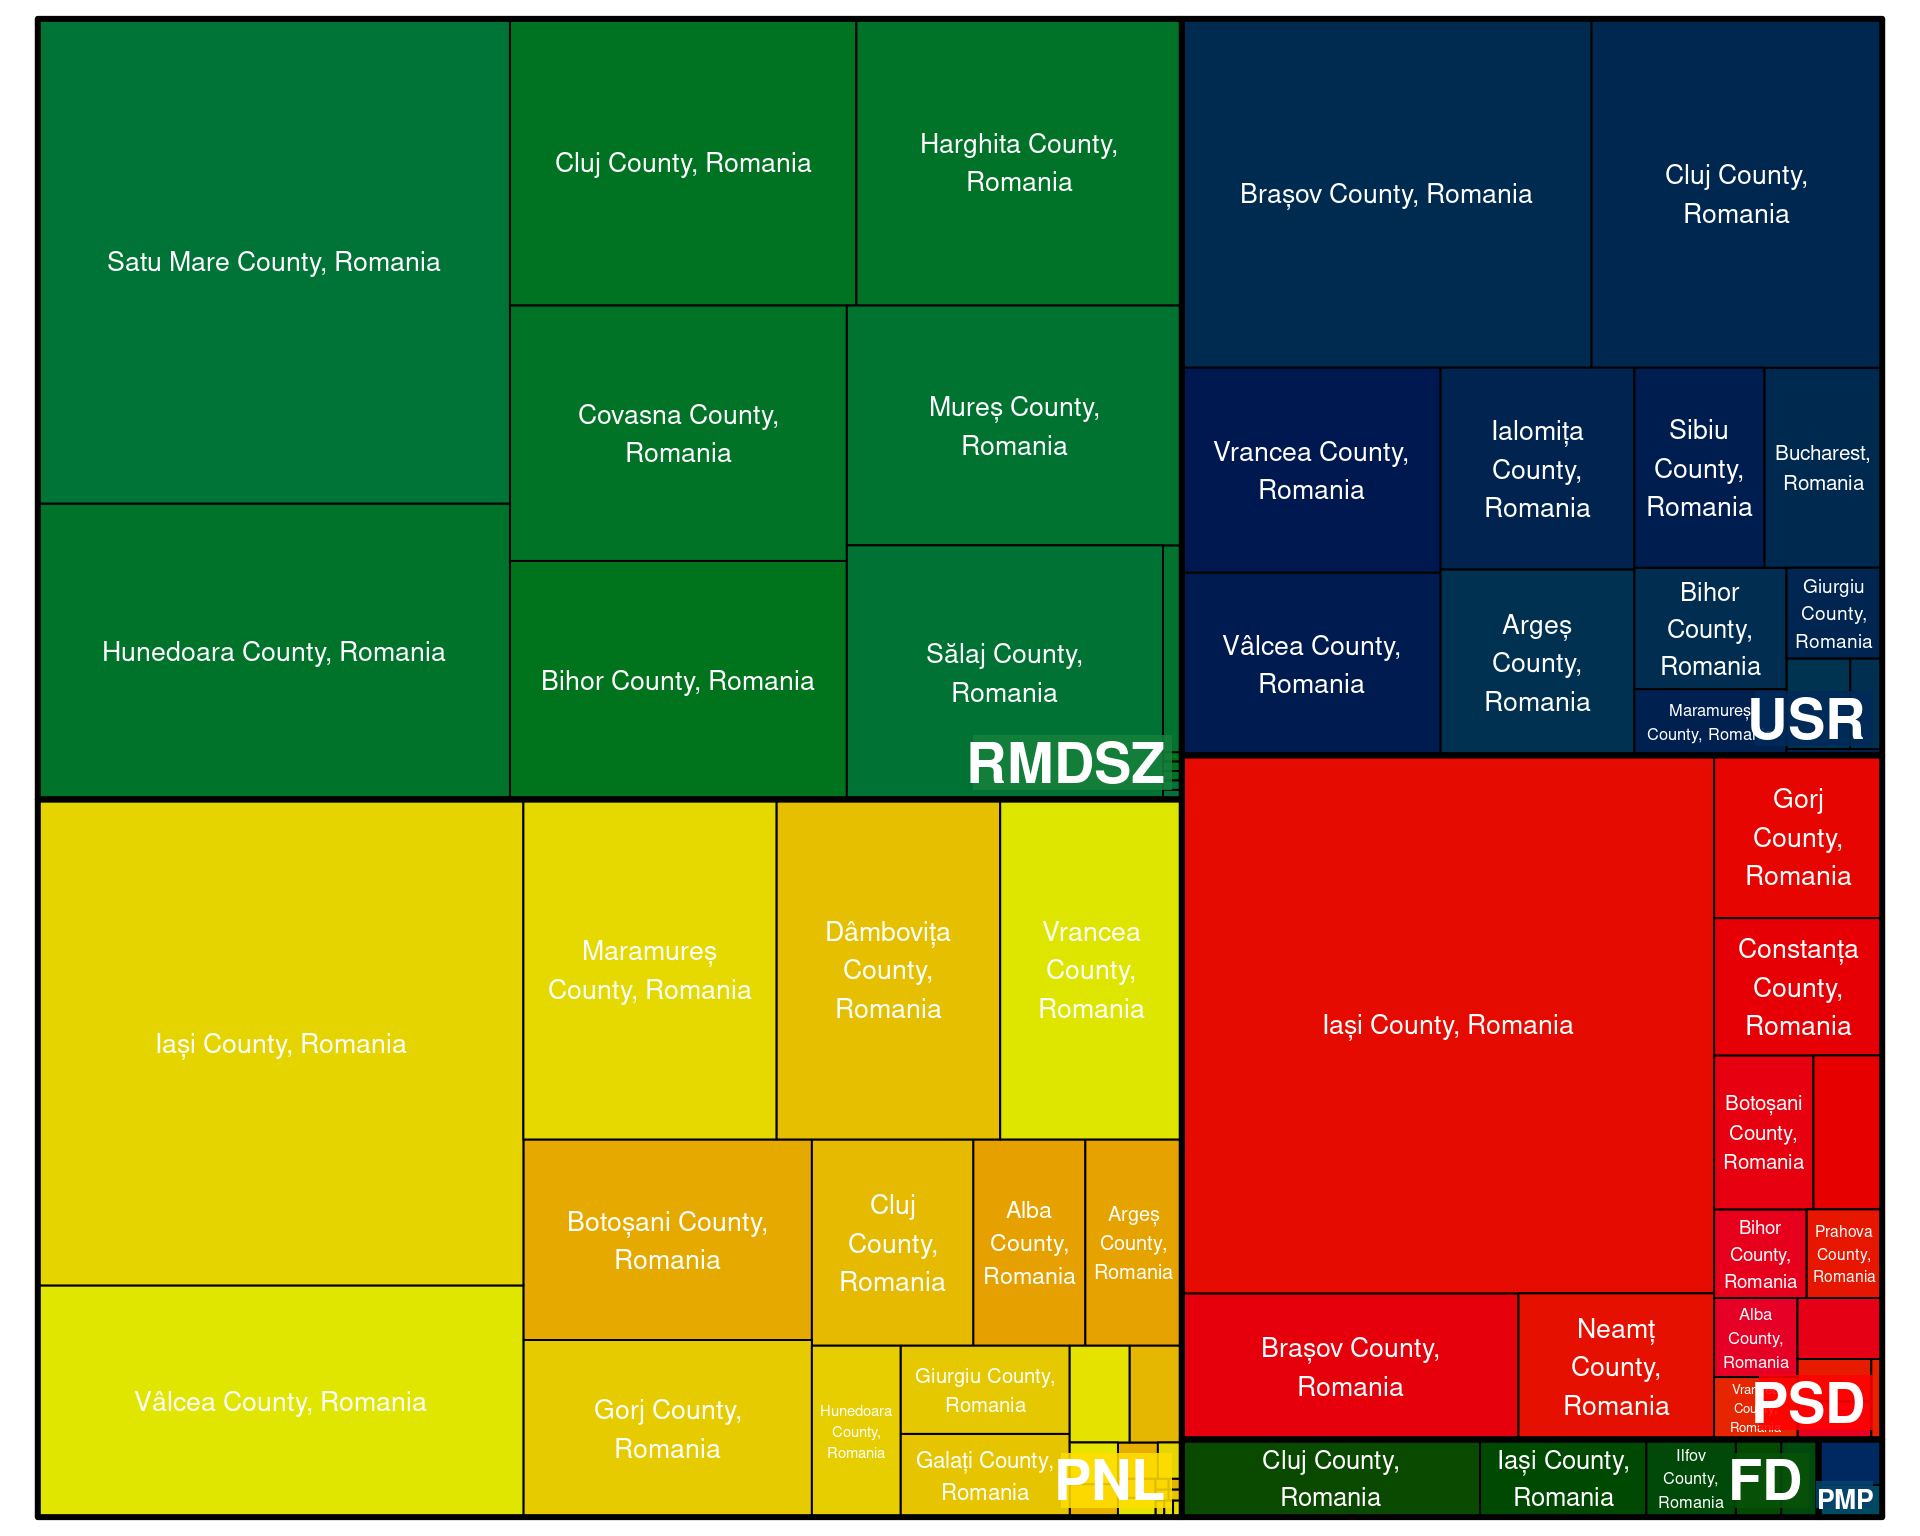 Satu Mare County, Romania
Hunedoara County, Romania
Cluj County, Romania
Harghita County,
Romania
Covasna County,
Romania
Mureș County,
Romania
Bihor County, Romania
Sălaj County,
Romania
RMDSZ
Brașov County, Romania
Cluj County,
Romania
Vrancea County,
Romania
Ialomița
County,
Romania
Sibiu
County,
Romania
Bucharest,
Romania
Vâlcea County,
Romania
Argeș
County,
Romania
Bihor
County,
Romania
Giurgiu
County,
Romania
Maramureș
County,
USR
Iași County, Romania
Vâlcea County, Romania
Maramureș
County, Romania
Dâmbovița
County,
Romania
Vrancea
County,
Romania
Botoșani County,
Romania
Cluj
County,
Romania
Alba
County,
Romania
Argeș
County,
Romania
Gorj County,
Romania
Hunedoara
County,
Romania
Giurgiu County,
Romania
Galați County,
Romania
PNL
Iași County, Romania
Gorj
County,
Romania
Constanța
County,
Romania
Botoșani
County,
Romania
Bihor
County,
Romania
Prahova
County,
Romania
Alba
County,
Romania
Brașov County,
Romania
Neamț
County,
Romania
Romania
PSD
Cluj County,
Romania
Iași County,
Romania
Ilfov
County,
Romania
FD
PMP